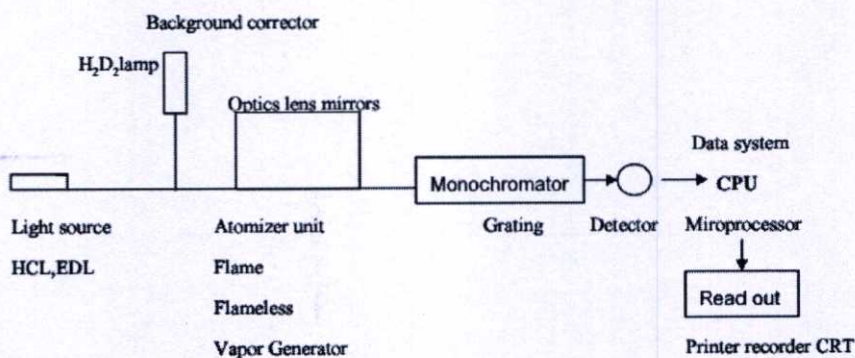 Background corrector
H₂D₂lamp
Optics lens mirrors
Data system
Monochromator
CPU
Light source
Atomizer unit
Grating
Detector
Miroprocessor
HCL,EDL
Flame
Flameless
Read out
Vapor Generator
Printer recorder CRT